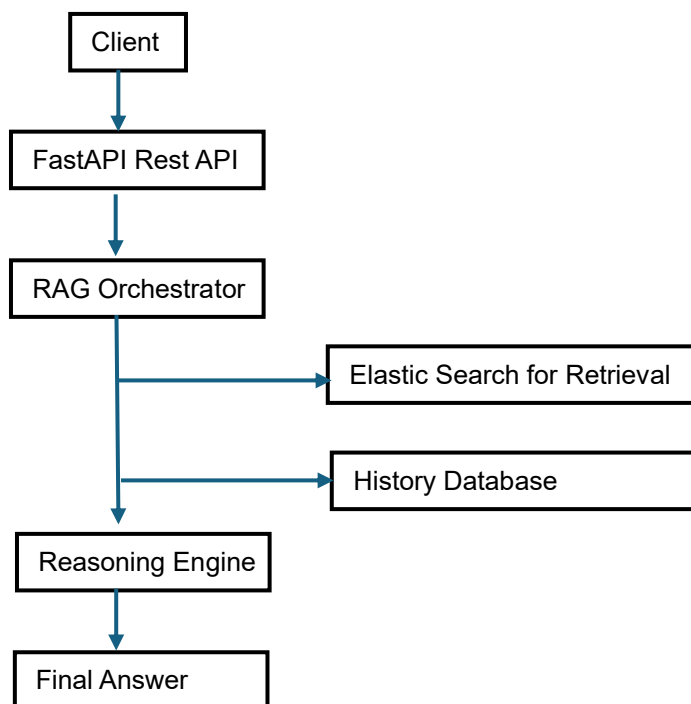 Client
FastAPI Rest API
RAG Orchestrator
Elastic Search for Retrieval
History Database
Reasoning Engine
Final Answer